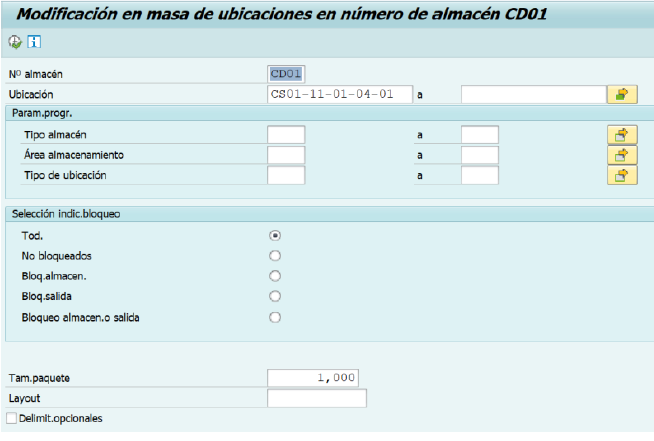 Modificación en masa de ubicaciones en número de almacén CD01
Nº almacén CD01
Ubicación CS01-11-01-04-01 a
Param.progr.
Tipo almacén a
Área almacenamiento a
Tipo de ubicación a
Selección indic.bloqueo
Tod.
No bloqueados
Bloq.almacen.
Bloq.salida
Bloqueo almacen.o salida
Tam.paquete 1,000
Layout
Delimit.opcionales